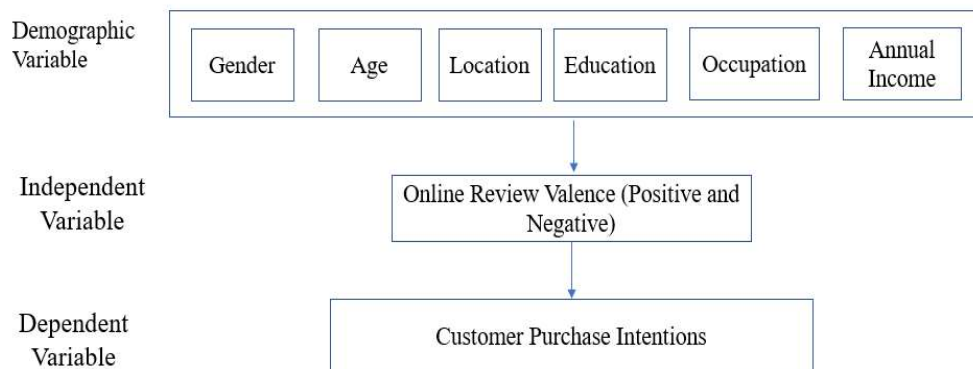 Demographic
Variable
Gender
Age
Location
Education
Occupation
Annual
Income
Independent
Variable
Online Review Valence (Positive and
Negative)
Dependent
Variable
Customer Purchase Intentions